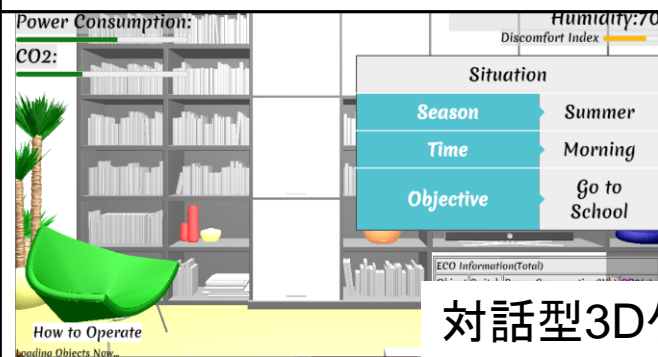 Power Consumption:
CO2:
Humidity:70
Discomfort Index
Situation
Season Summer
Time Morning
Objective Go to
School
ECO Information(Total)
How to Operate
Loading Objects Now...
対話型3D